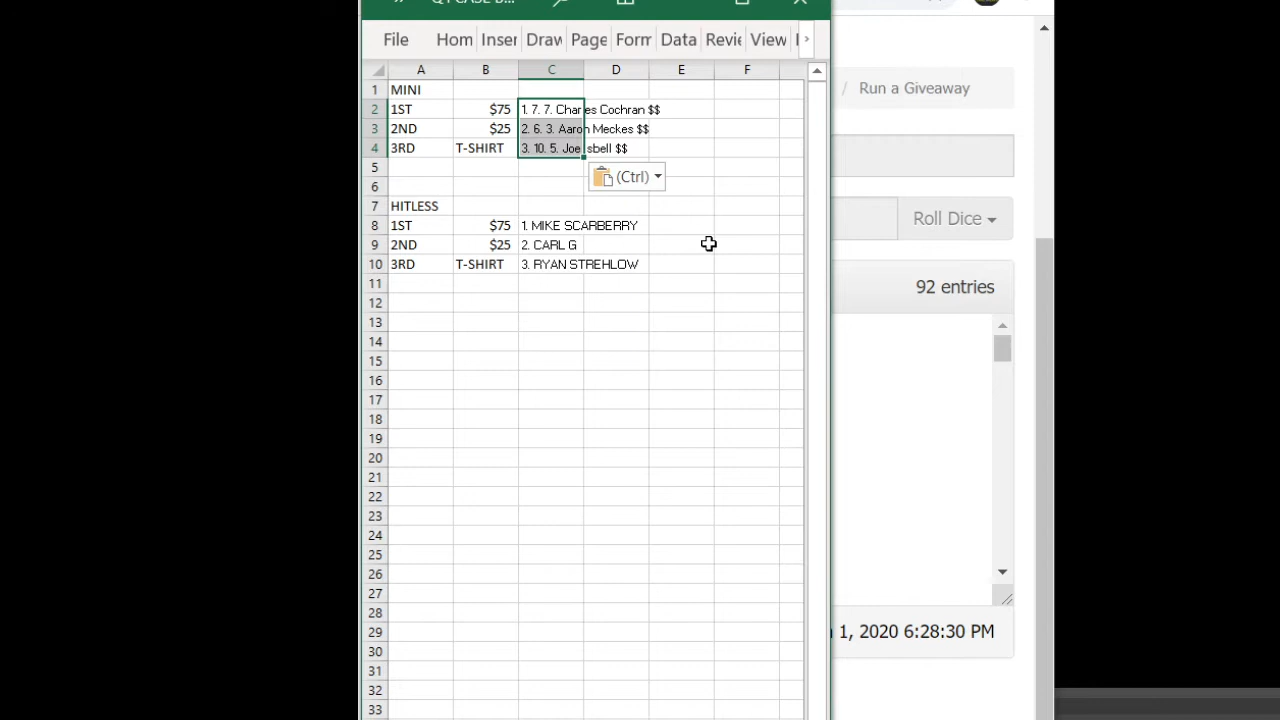 File Hom Inser Draw Page Form Data Revie View
A B C D E F
1 MINI
2 1ST $75 1. 7. 7. Charles Cochran $$
3 2ND $25 2. 6. 3. Aaron Meckes $$
4 3RD T-SHIRT 3. 10. 5. Joe Isbell $$
5 (Ctrl)
6
7 HITLESS
8 1ST $75 1. MIKE SCARBERRY
9 2ND $25 2. CARL G
10 3RD T-SHIRT 3. RYAN STREHLOW
11
12
13
14
15
16
17
18
19
20
21
22
23
24
25
26
27
28
29
30
31
32
33
/ Run a Giveaway
Roll Dice
92 entries
1, 2020 6:28:30 PM